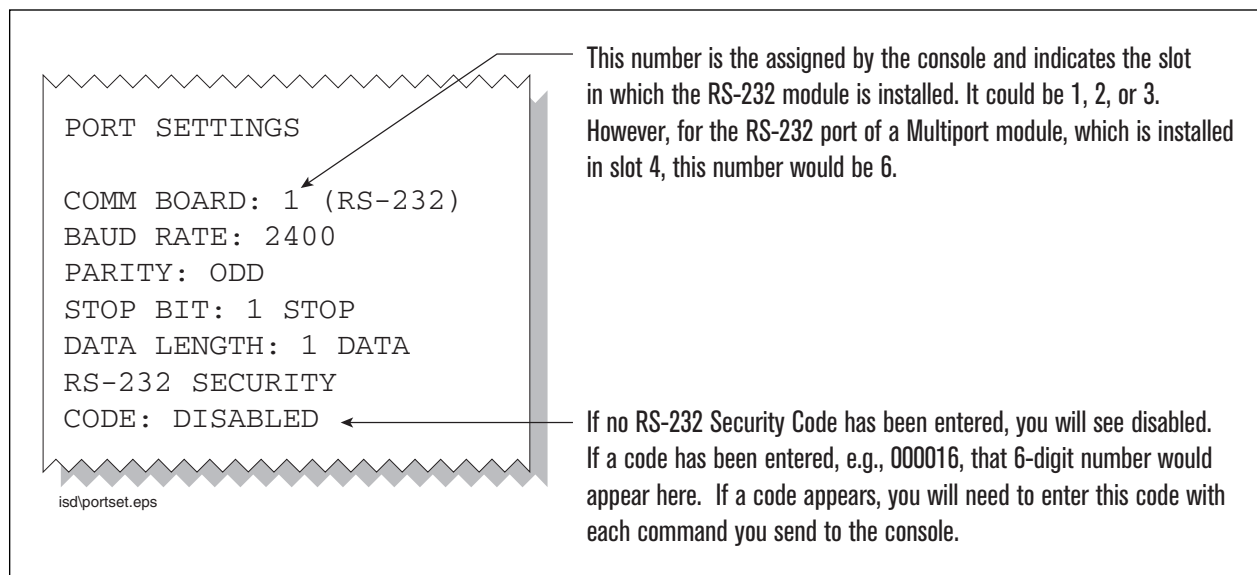 PORT SETTINGS
COMM BOARD: 1 (RS-232)
BAUD RATE: 2400
PARITY: ODD
STOP BIT: 1 STOP
DATA LENGTH: 1 DATA
RS-232 SECURITY
CODE: DISABLED
isd\portset.eps
This number is the assigned by the console and indicates the slot
in which the RS-232 module is installed. It could be 1, 2, or 3.
However, for the RS-232 port of a Multiport module, which is installed
in slot 4, this number would be 6.
If no RS-232 Security Code has been entered, you will see disabled.
If a code has been entered, e.g., 000016, that 6-digit number would
appear here. If a code appears, you will need to enter this code with
each command you send to the console.